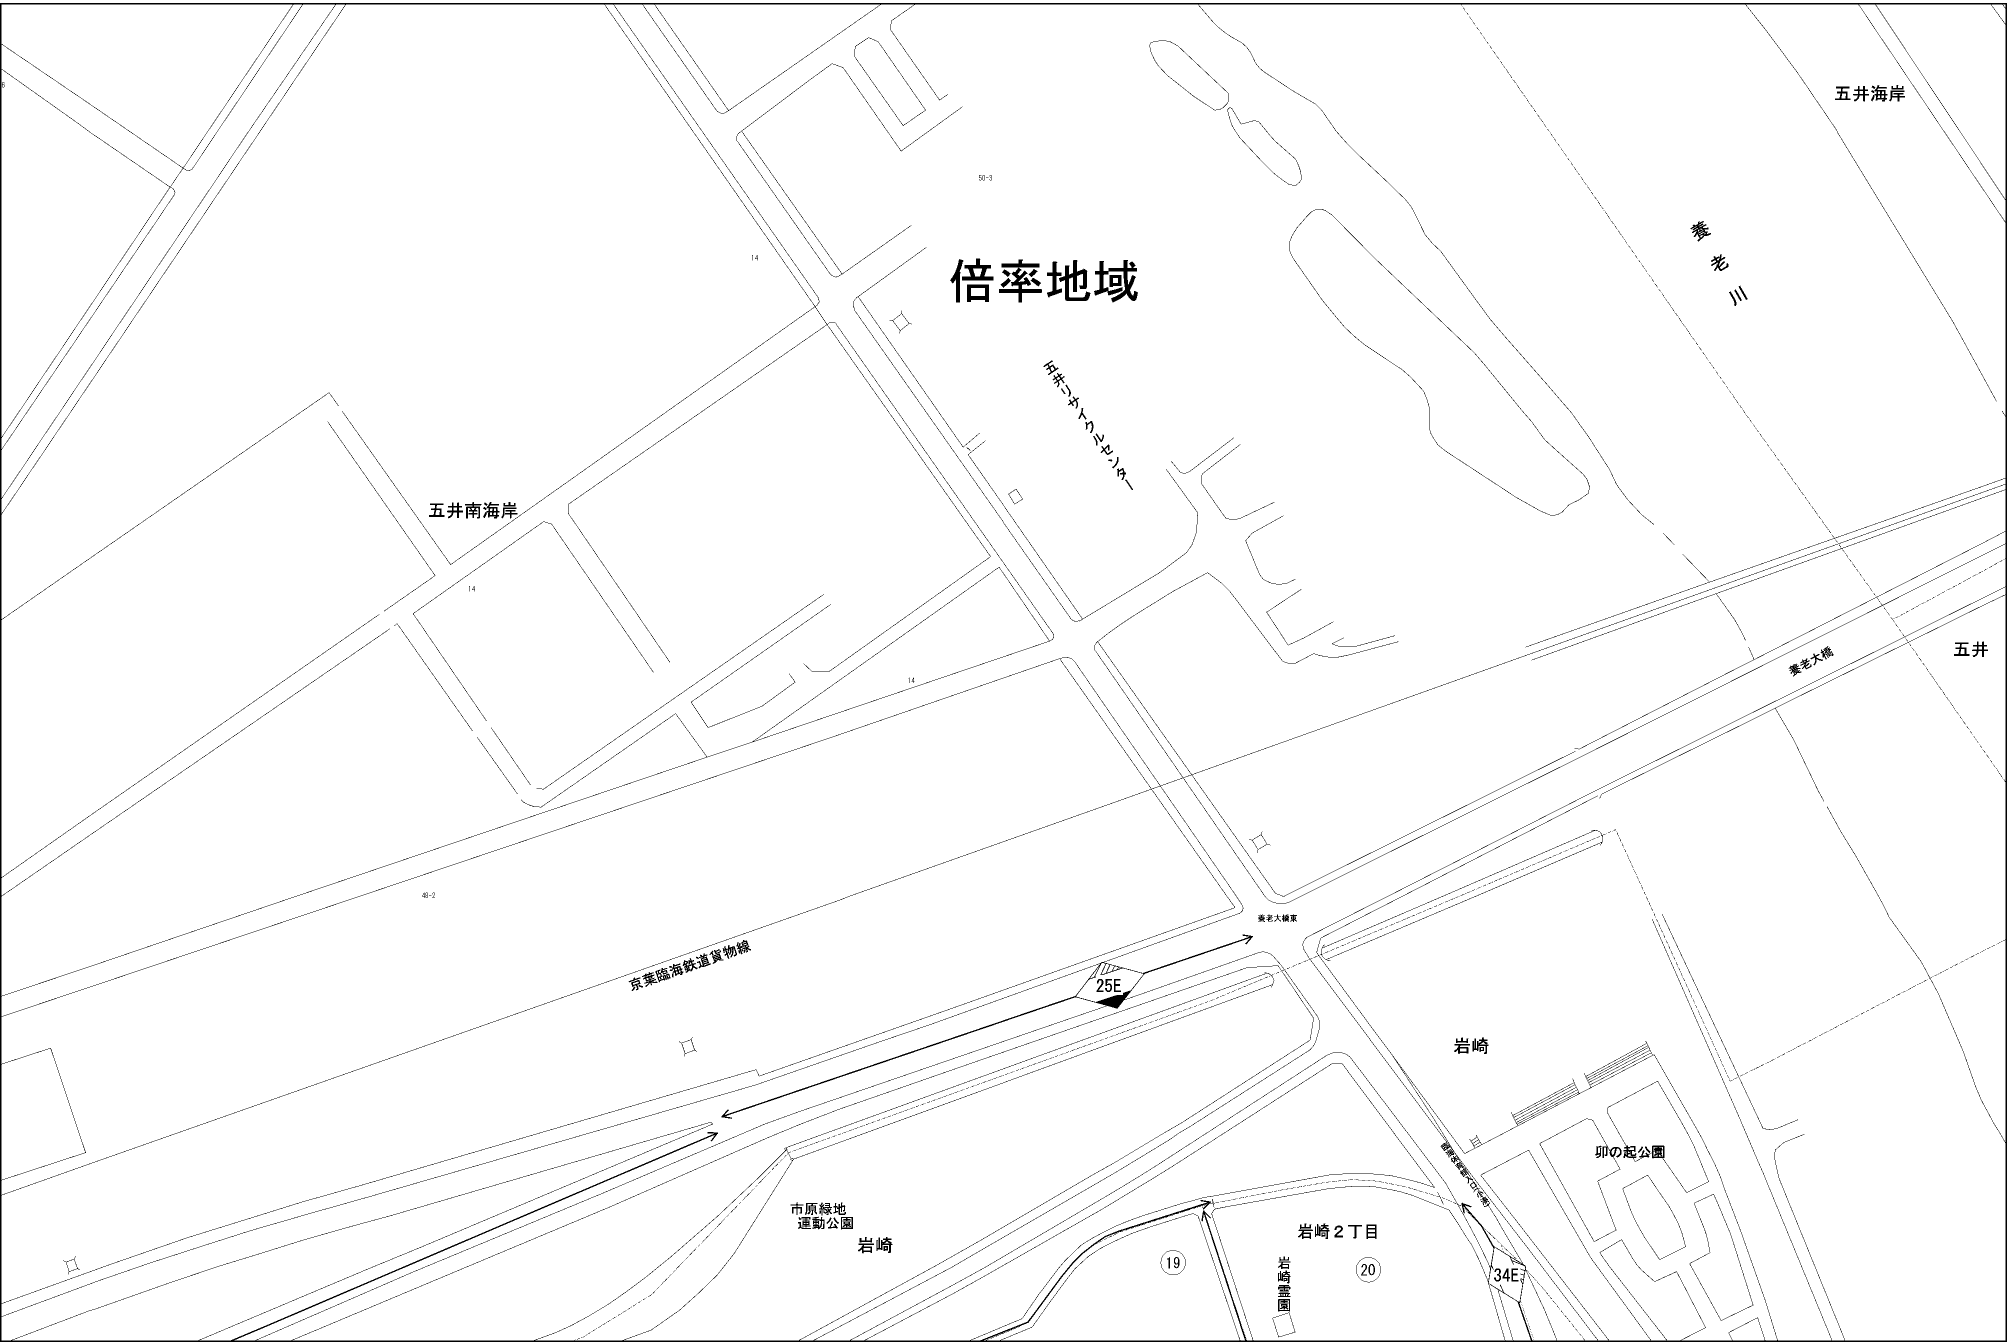 6
五井海岸
50-3
養老川
14
倍率地域
五井リサイクルセンター
五井南海岸
14
五井
養老大橋
14
48-2
養老大橋東
京葉臨海鉄道貨物線
25E
岩崎
卯の起公園
市原緑地
運動公園
岩崎２丁目
岩崎
19
20
岩崎霊園
34E